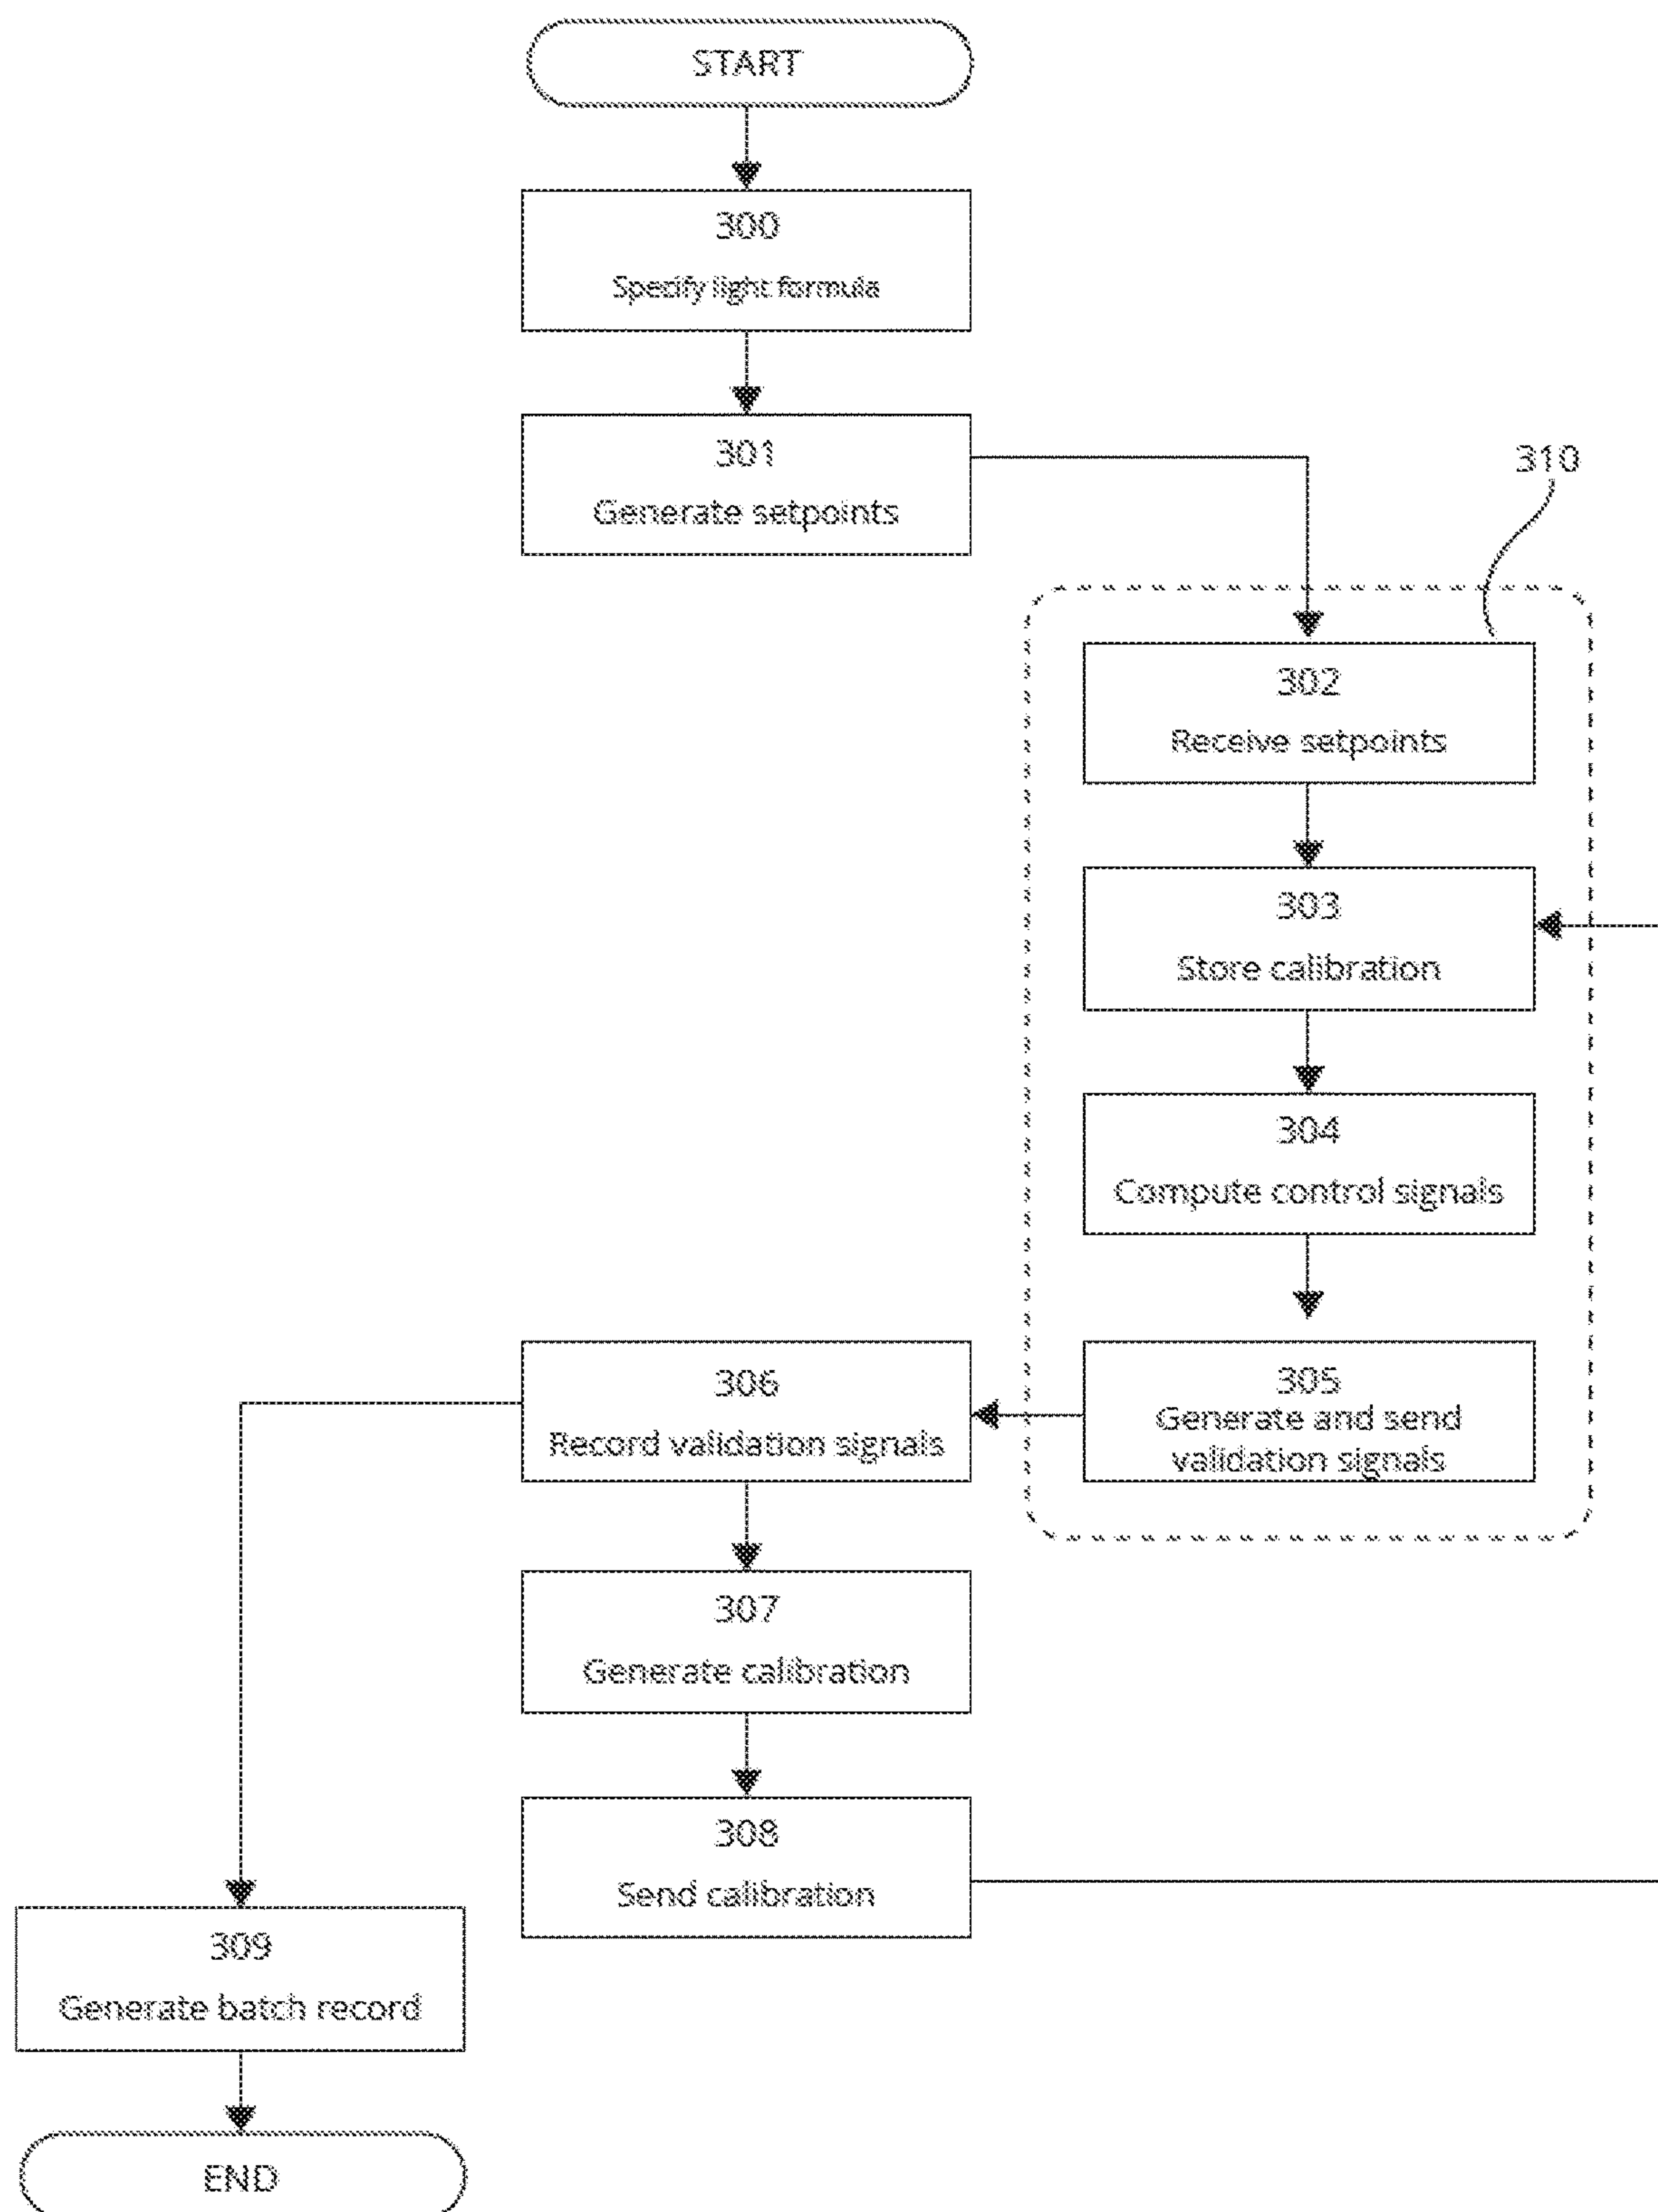 START
300
Specify light formula
301
Generate setpoints
310
302
Receive setpoints
303
Store calibration
304
Compute control signals
305
Generate and send
validation signals
306
Record validation signals
307
Generate calibration
308
Send calibration
309
Generate batch record
END